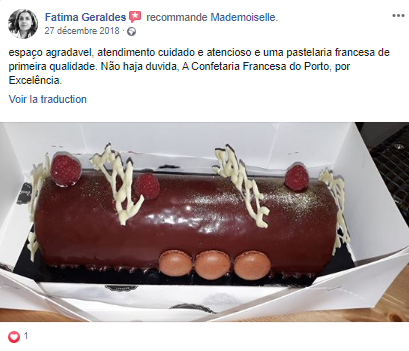 Fatima Geraldes recommande Mademoiselle.
27 décembre 2018 ·
espaço agradavel, atendimento cuidado e atencioso e uma pastelaria francesa de
primeira qualidade. Não haja duvida, A Confetaria Francesa do Porto, por
Excelência.
Voir la traduction
1